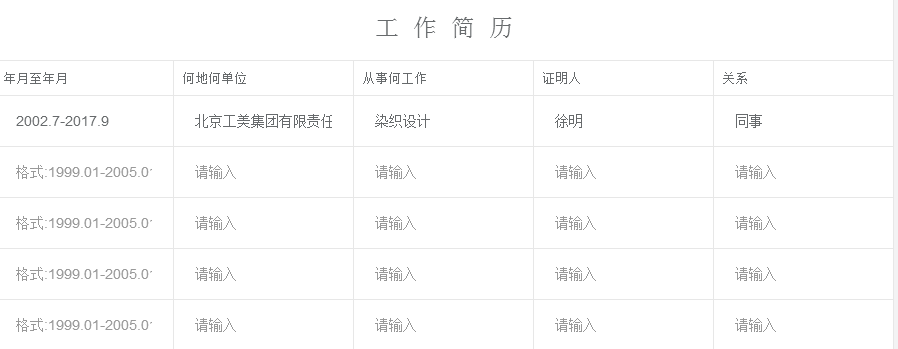 工作简历
年月至年月 何地何单位 从事何工作 证明人 关系
2002.7-2017.9 北京工美集团有限责任 染织设计 徐明 同事
格式:1999.01-2005.0 请输入 请输入 请输入 请输入
格式:1999.01-2005.0 请输入 请输入 请输入 请输入
格式:1999.01-2005.0 请输入 请输入 请输入 请输入
格式:1999.01-2005.0 请输入 请输入 请输入 请输入